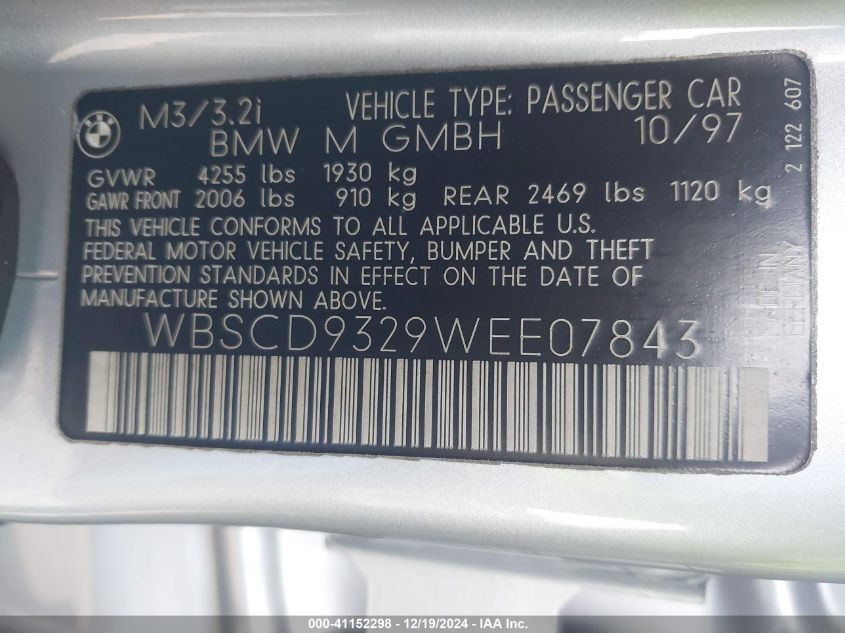 BMW
M3/3.2i VEHICLE TYPE: PASSENGER CAR
BMW M GMBH 10/97
GVWR 4255 lbs 1930 kg
GAWR FRONT 2006 lbs 910 kg REAR 2469 lbs 1120 kg
THIS VEHICLE CONFORMS TO ALL APPLICABLE U.S.
FEDERAL MOTOR VEHICLE SAFETY, BUMPER AND THEFT
PREVENTION STANDARDS IN EFFECT ON THE DATE OF
MANUFACTURE SHOWN ABOVE.
WBSCD9329WEE07843
2 122 607
MADE IN
GERMANY
000-41152298 - 12/19/2024 - IAA Inc.